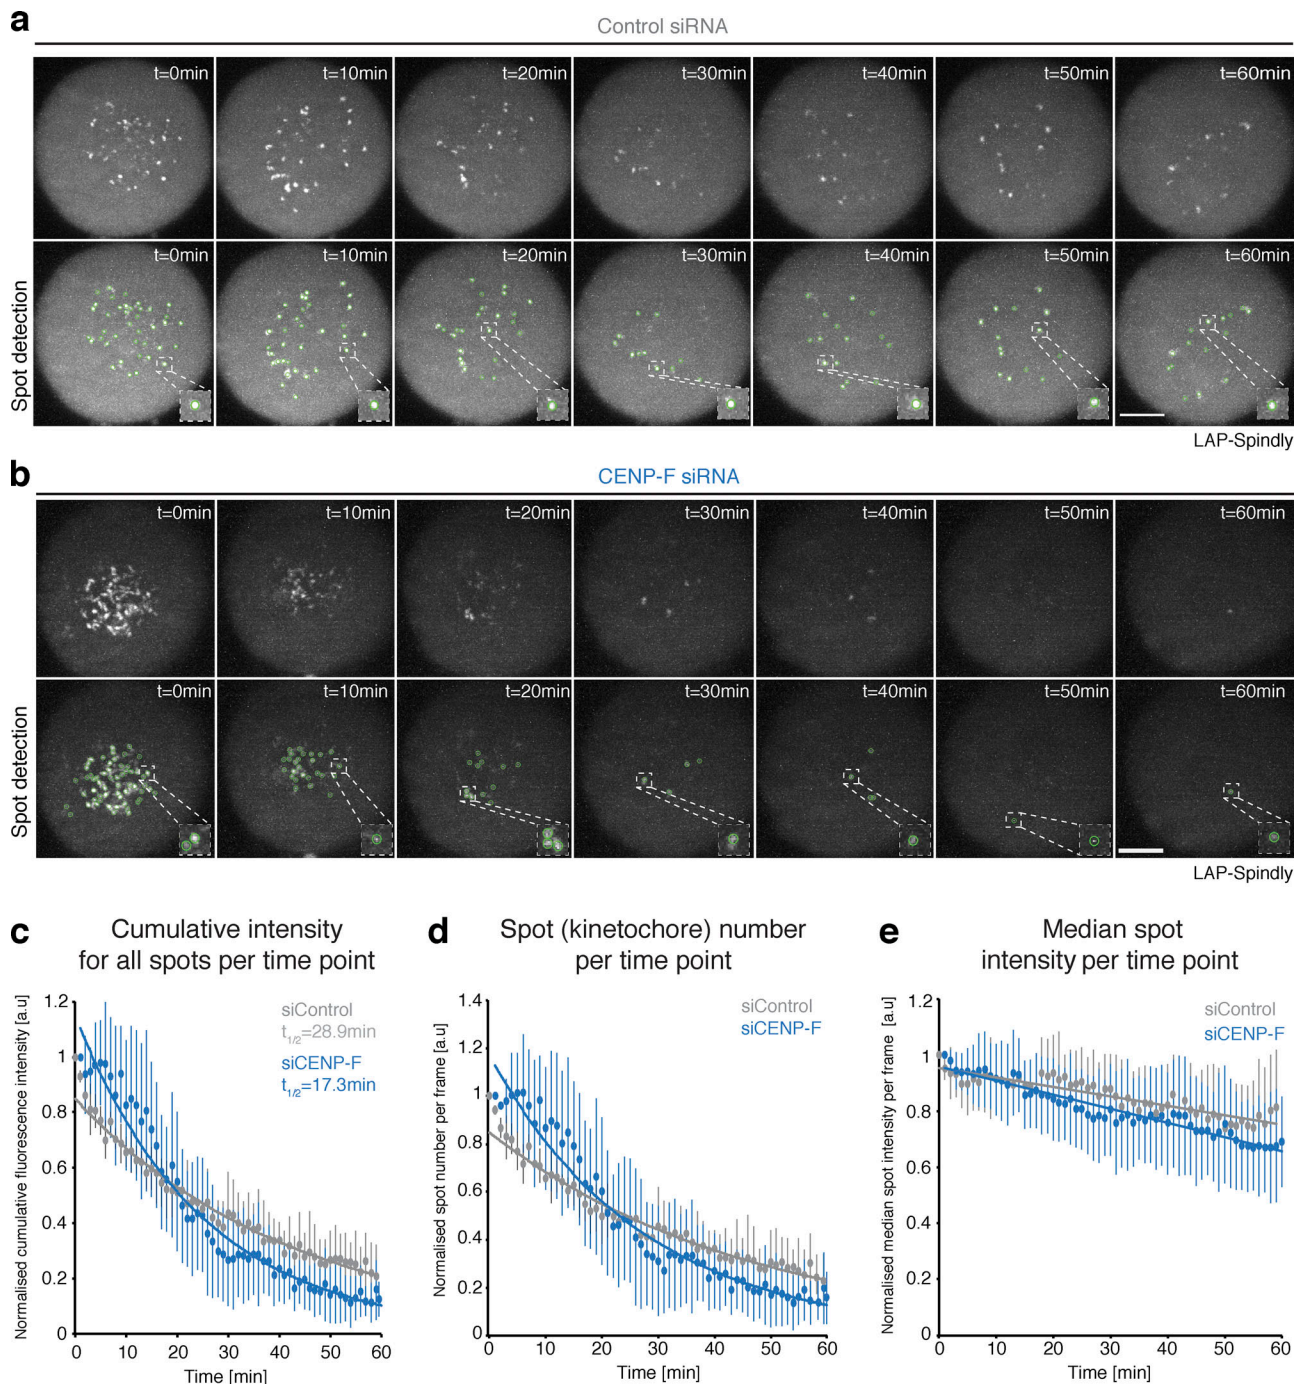 a
Control siRNA
t=0min t=10min t=20min t=30min t=40min t=50min t=60min
Spot detection
t=0min t=10min t=20min t=30min t=40min t=50min t=60min
LAP-Spindly
b
CENP-F siRNA
t=0min t=10min t=20min t=30min t=40min t=50min t=60min
Spot detection
t=0min t=10min t=20min t=30min t=40min t=50min t=60min
LAP-Spindly
c
Cumulative intensity
for all spots per time point
Normalised cumulative fluorescence intensity [a.u]
1.2
1
0.8
0.6
0.4
0.2
0
siControl
t1/2=28.9min
siCENP-F
t1/2=17.3min
0 10 20 30 40 50 60
Time [min]
d
Spot (kinetochore) number
per time point
Normalised spot number per frame [a.u]
1.4
1.2
1
0.8
0.6
0.4
0.2
0
siControl
siCENP-F
0 10 20 30 40 50 60
Time [min]
e
Median spot
intensity per time point
Normalised median spot intensity per frame [a.u]
1.2
1
0.8
0.6
0.4
0.2
0
siControl
siCENP-F
0 10 20 30 40 50 60
Time [min]